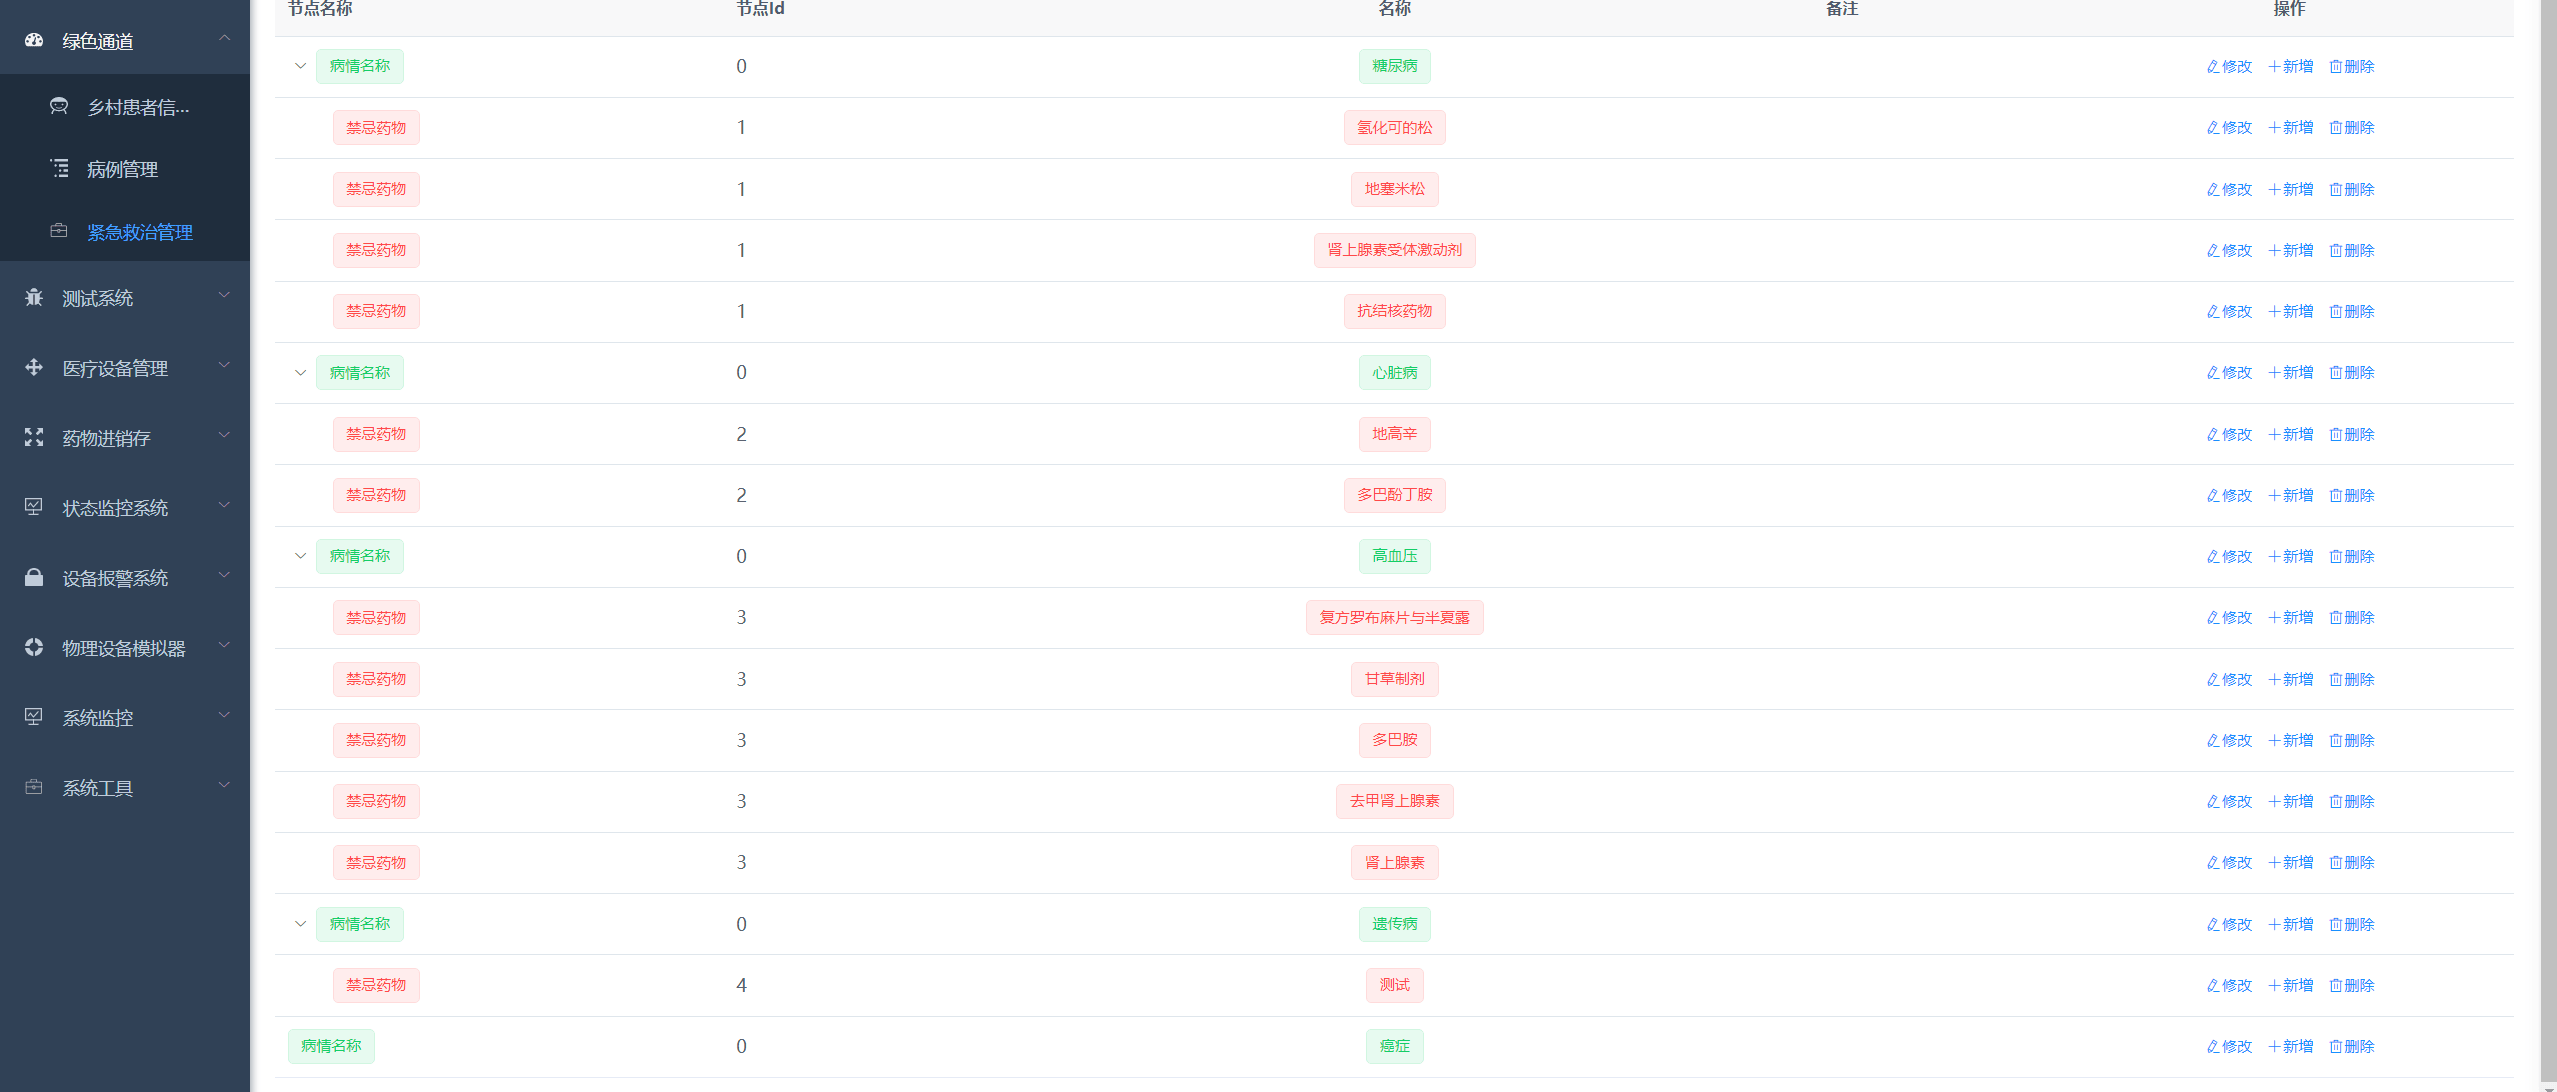 绿色通道
乡村患者信...
病例管理
紧急救治管理
测试系统
医疗设备管理
药物进销存
状态监控系统
设备报警系统
物理设备模拟器
系统监控
系统工具
节点名称 节点Id 名称 备注 操作
病情名称 0 糖尿病 修改 新增 删除
禁忌药物 1 氢化可的松 修改 新增 删除
禁忌药物 1 地塞米松 修改 新增 删除
禁忌药物 1 肾上腺素受体激动剂 修改 新增 删除
禁忌药物 1 抗结核药物 修改 新增 删除
病情名称 0 心脏病 修改 新增 删除
禁忌药物 2 地高辛 修改 新增 删除
禁忌药物 2 多巴酚丁胺 修改 新增 删除
病情名称 0 高血压 修改 新增 删除
禁忌药物 3 复方罗布麻片与半夏露 修改 新增 删除
禁忌药物 3 甘草制剂 修改 新增 删除
禁忌药物 3 多巴胺 修改 新增 删除
禁忌药物 3 去甲肾上腺素 修改 新增 删除
禁忌药物 3 肾上腺素 修改 新增 删除
病情名称 0 遗传病 修改 新增 删除
禁忌药物 4 测试 修改 新增 删除
病情名称 0 癌症 修改 新增 删除